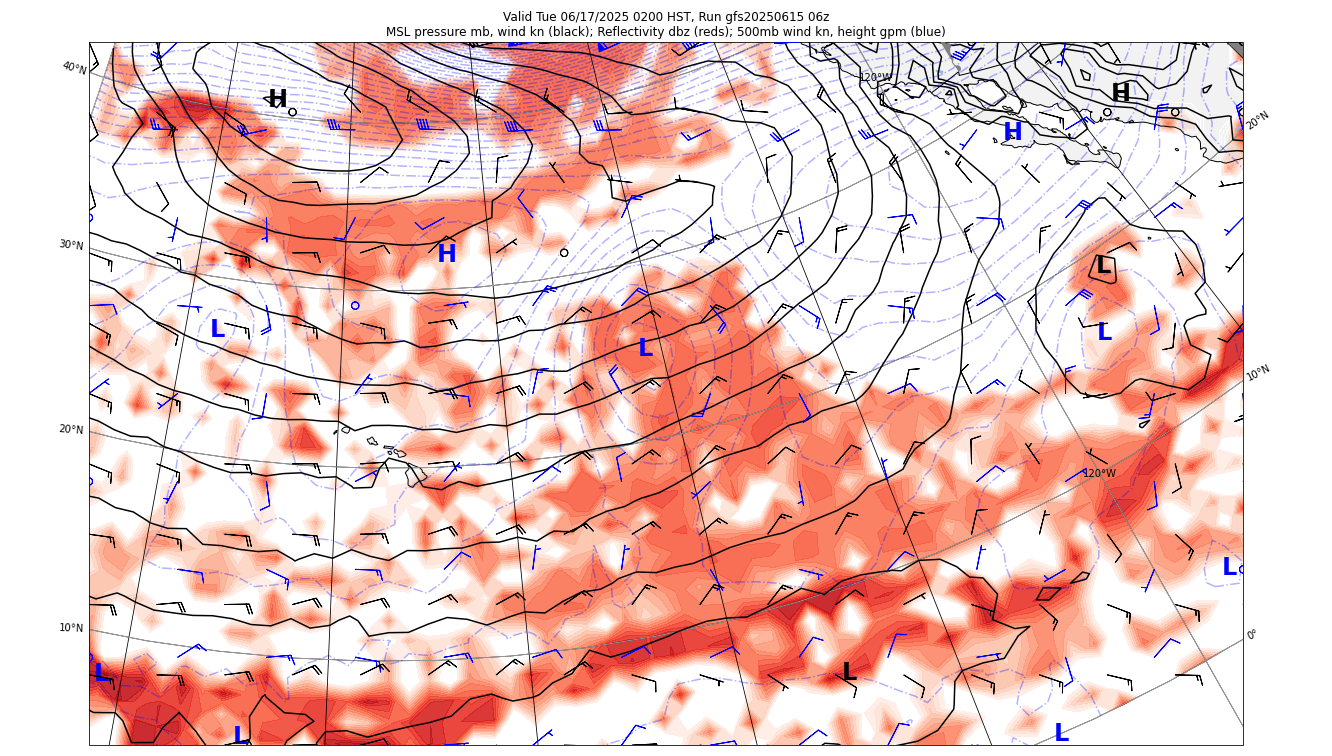 Valid Tue 06/17/2025 0200 HST, Run gfs20250615 06z
MSL pressure mb, wind kn (black); Reflectivity dbz (reds); 500mb wind kn, height gpm (blue)
40°N
120°W
H
H
20°N
H
30°N
H
L
L
L
L
10°N
20°N
120°W
L
10°N
0°
L
L
L
L